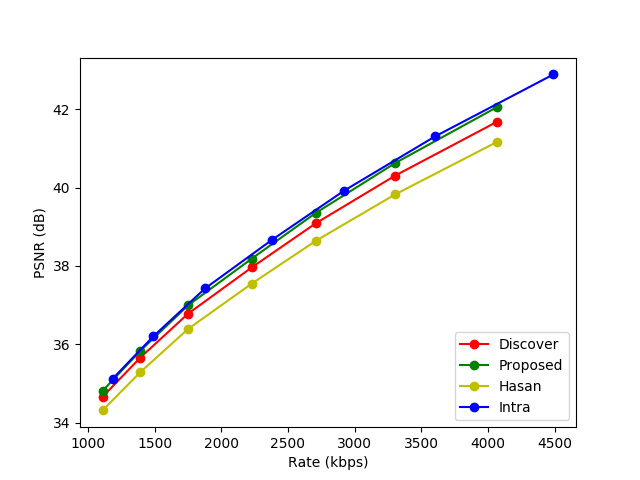 42
40
38
36
34
PSNR (dB)
Discover
Proposed
Hasan
Intra
1000 1500 2000 2500 3000 3500 4000 4500
Rate (kbps)